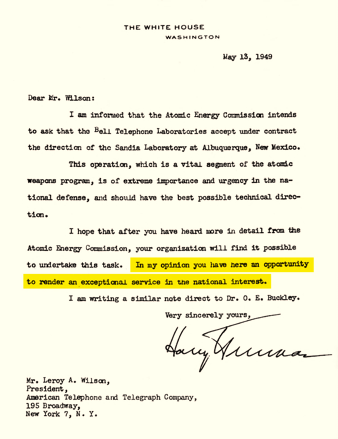 THE WHITE HOUSE
WASHINGTON
May 13, 1949
Dear Mr. Wilson:
I am informed that the Atomic Energy Commission intends
to ask that the Bell Telephone Laboratories accept under contract
the direction of the Sandia Laboratory at Albuquerque, New Mexico.
This operation, which is a vital segment of the atomic
weapons program, is of extreme importance and urgency in the na-
tional defense, and should have the best possible technical direc-
tion.
I hope that after you have heard more in detail from the
Atomic Energy Commission, your organization will find it possible
to undertake this task. In my opinion you have here an opportunity
to render an exceptional service in the national interest.
I am writing a similar note direct to Dr. O. E. Buckley.
Very sincerely yours,
Harry Truman
Mr. Leroy A. Wilson,
President,
American Telephone and Telegraph Company,
195 Broadway,
New York 7, N. Y.